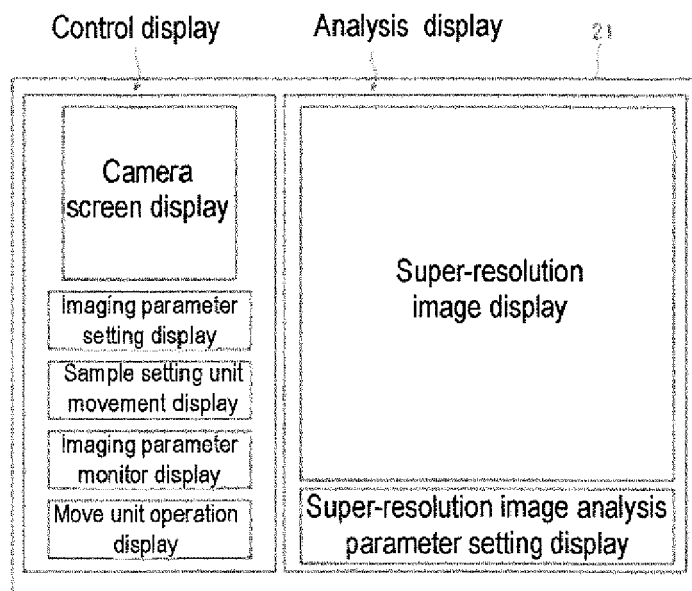 Control display
Analysis display
21
Camera
screen display
Imaging parameter
setting display
Sample setting unit
movement display
Imaging parameter
monitor display
Move unit operation
display
Super-resolution
image display
Super-resolution image analysis
parameter setting display